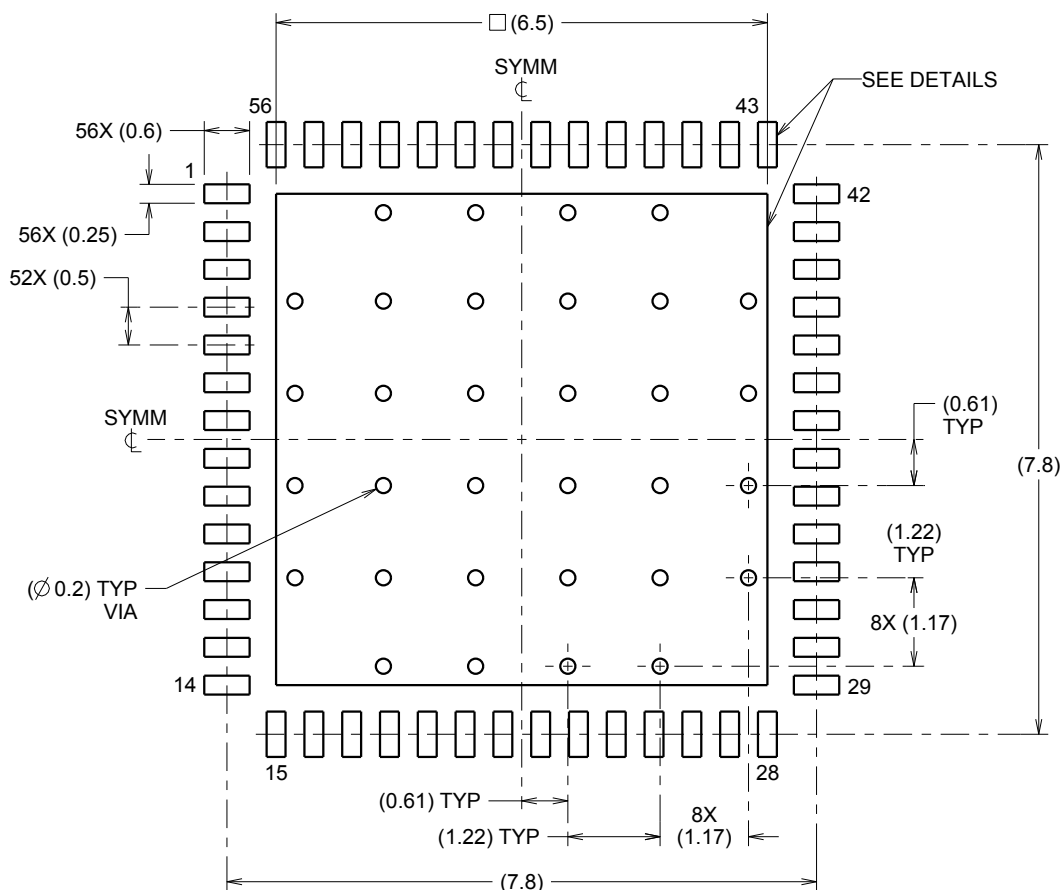 □ (6.5)
SYMM
℄
SEE DETAILS
56
43
56X (0.6)
1
42
56X (0.25)
52X (0.5)
SYMM
℄
(0.61)
TYP
(7.8)
(1.22)
TYP
(∅ 0.2) TYP
VIA
8X (1.17)
14
29
15
28
(0.61) TYP
8X
(1.17)
(1.22) TYP
(7.8)